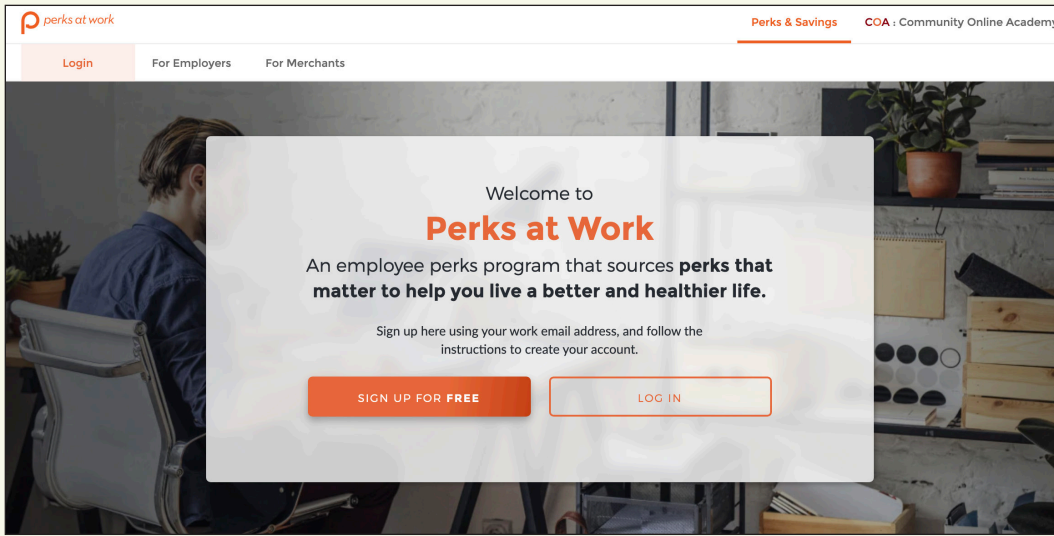 perks at work
Perks & Savings
COA : Community Online Academy
Login
For Employers
For Merchants
Welcome to
Perks at Work
An employee perks program that sources perks that
matter to help you live a better and healthier life.
Sign up here using your work email address, and follow the
instructions to create your account.
SIGN UP FOR FREE
LOG IN